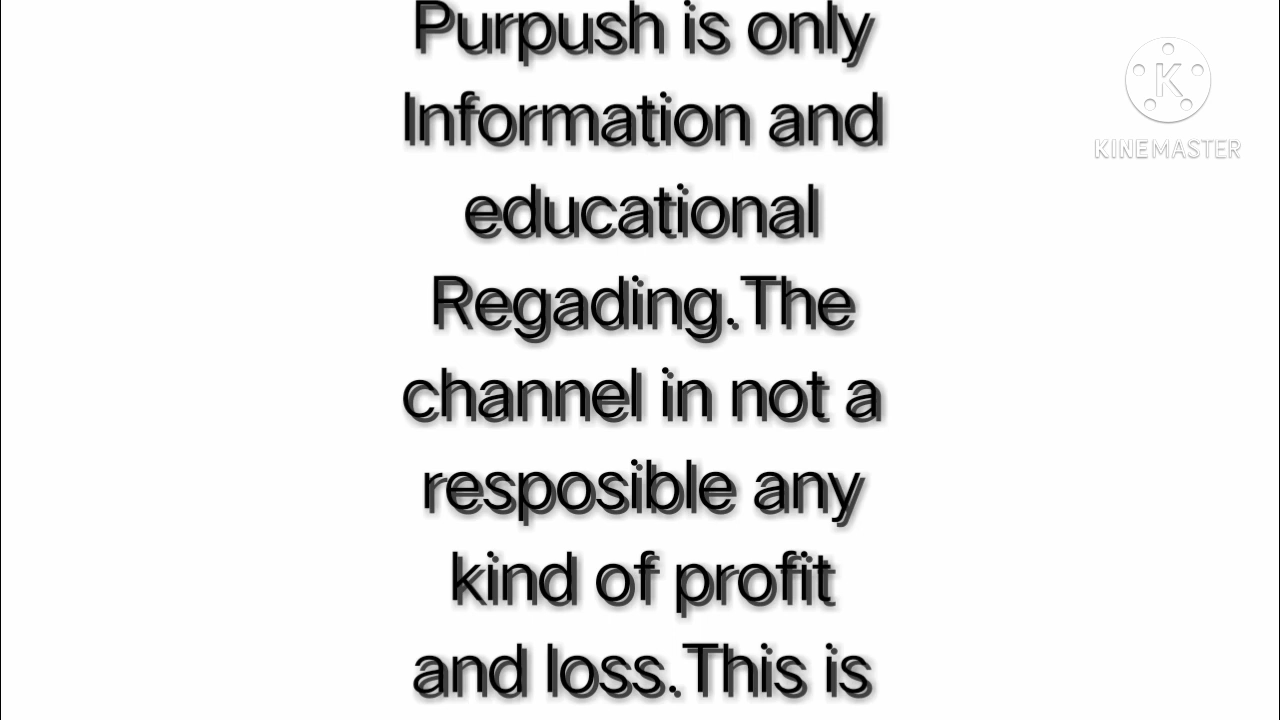 Purpush is only
Information and
educational
Regading.The
channel in not a
resposible any
kind of profit
and loss.This is
K
KINEMASTER